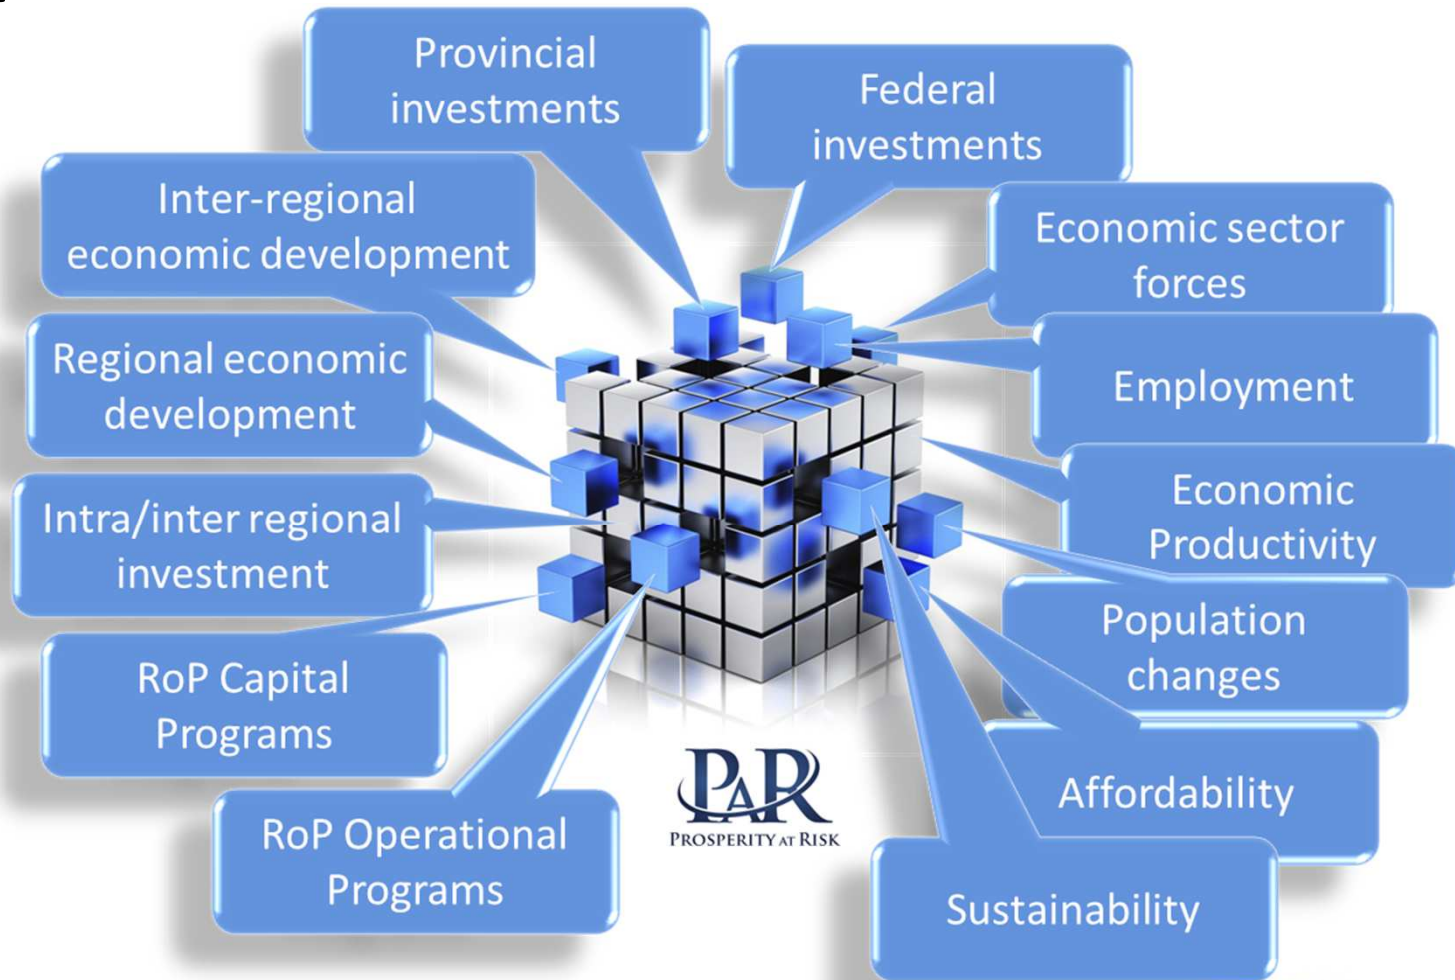 Provincial
investments
Federal
investments
Inter-regional
economic development
Economic sector
forces
Regional economic
development
Employment
Intra/inter regional
investment
Economic
Productivity
RoP Capital
Programs
Population
changes
RoP Operational
Programs
Affordability
Sustainability
PAR
PROSPERITY AT RISK